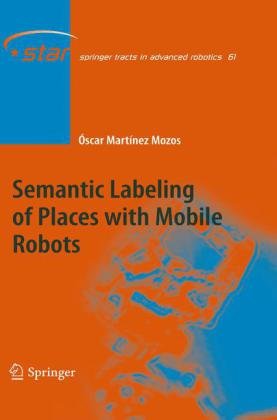 star
springer tracts in advanced robotics 61
Óscar Martínez Mozos
Semantic Labeling
of Places with Mobile
Robots
Springer